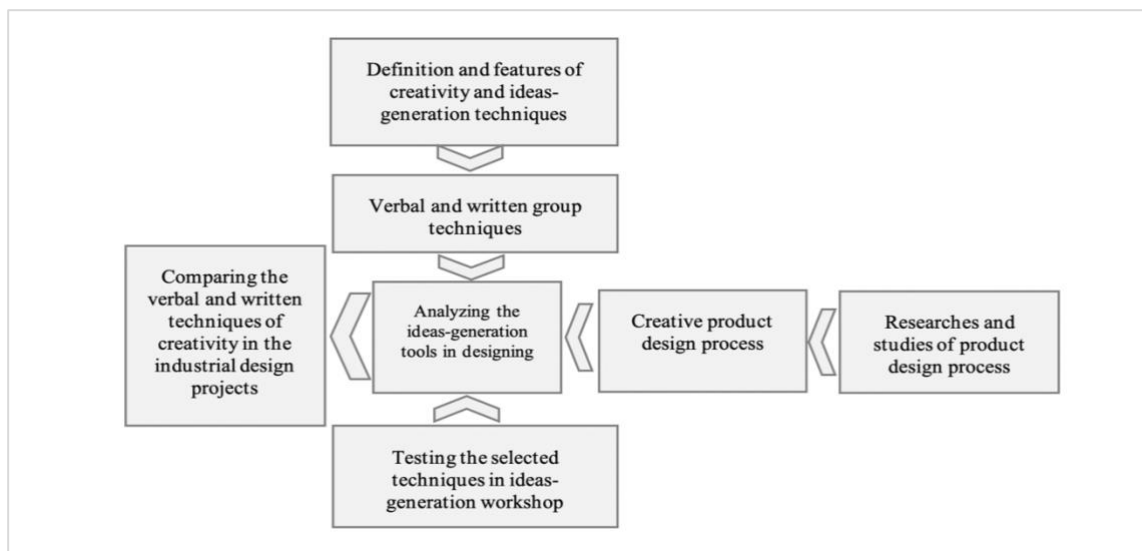 Definition and features of
creativity and ideas-
generation techniques
Verbal and written group
techniques
Comparing the
verbal and written
techniques of
creativity in the
industrial design
projects
Analyzing the
ideas-generation
tools in designing
Creative product
design process
Researches and
studies of product
design process
Testing the selected
techniques in ideas-
generation workshop